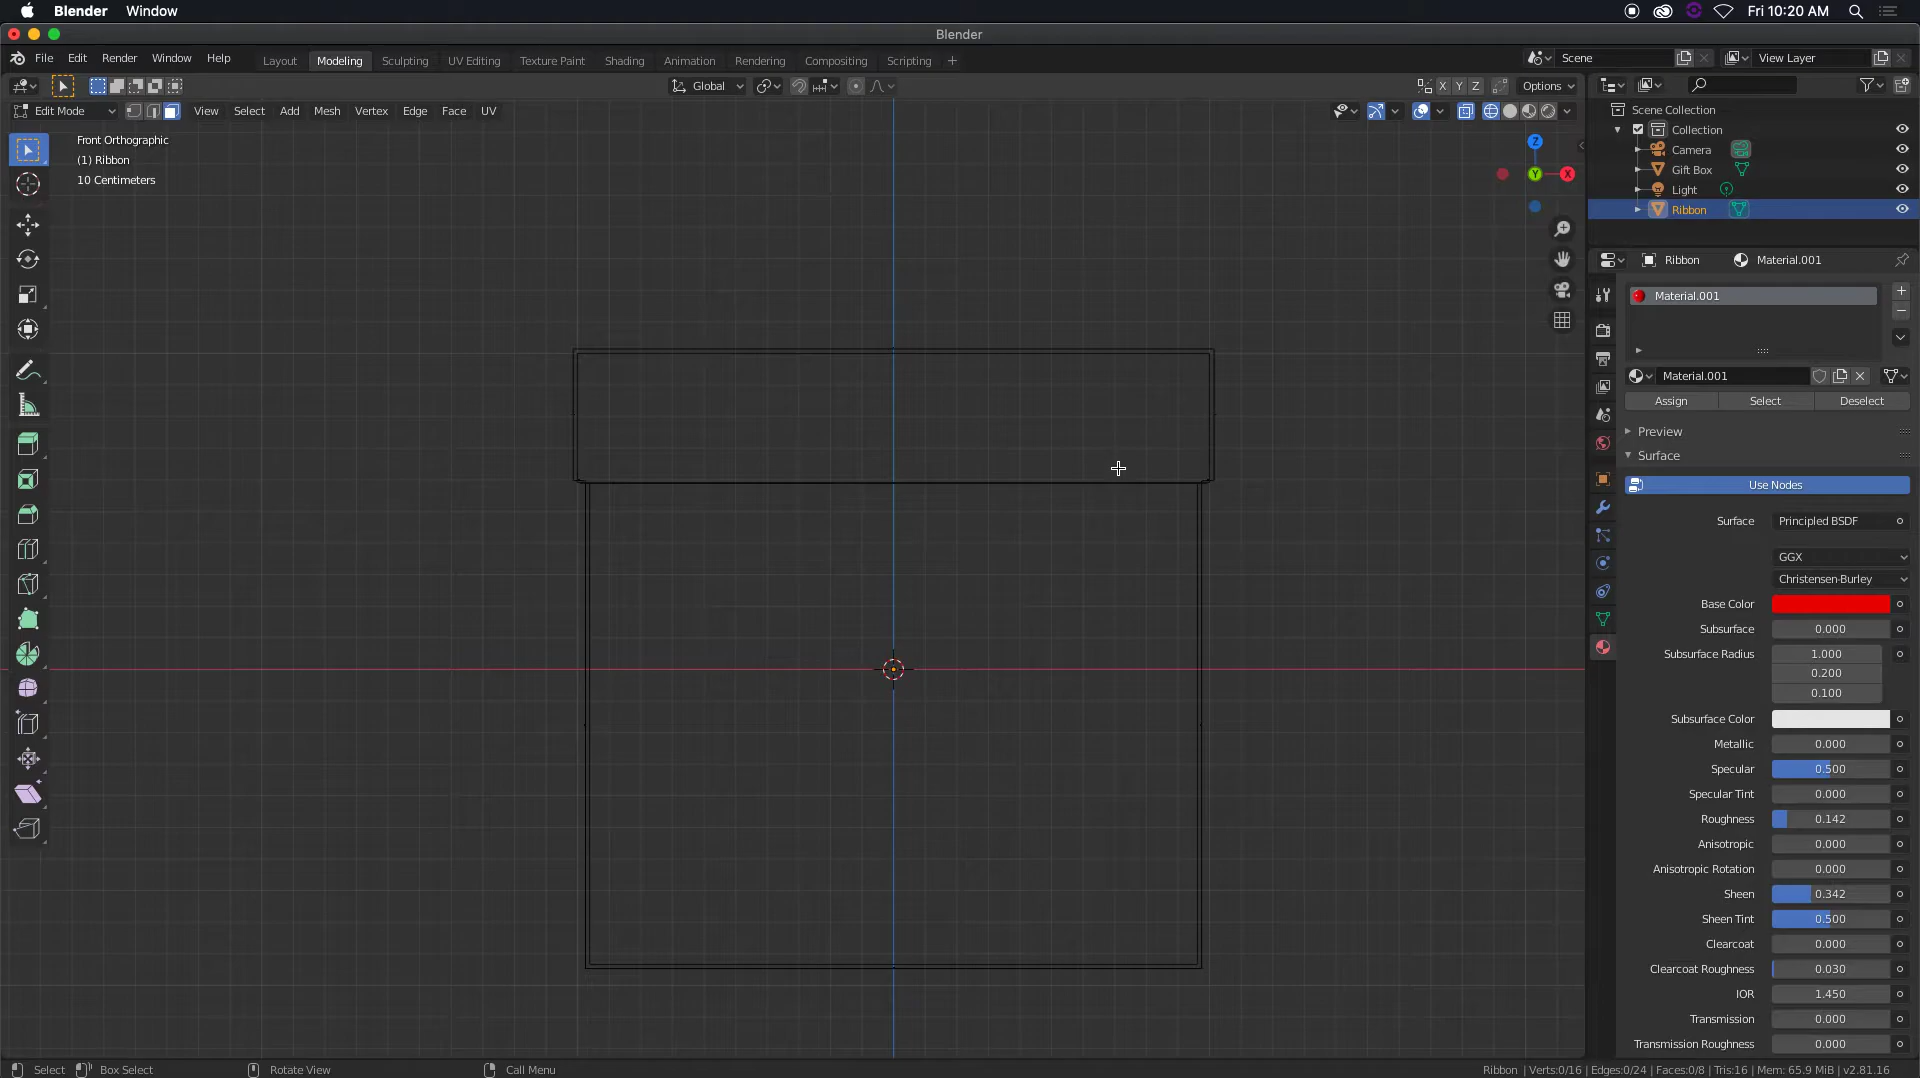 Blender Window Fri 10:20 AM
Blender
File Edit Render Window Help Layout Modeling Sculpting UV Editing Texture Paint Shading Animation Rendering Compositing Scripting + Scene View Layer
Global X Y Z Options
Edit Mode View Select Add Mesh Vertex Edge Face UV
Front Orthographic
(1) Ribbon
10 Centimeters
Z
Y X
Scene Collection
Collection
Camera
Gift Box
Light
Ribbon
Ribbon Material.001
Material.001
Material.001
Assign Select Deselect
Preview
Surface
Use Nodes
Surface Principled BSDF
GGX
Christensen-Burley
Base Color
Subsurface 0.000
Subsurface Radius 1.000
0.200
0.100
Subsurface Color
Metallic 0.000
Specular 0.500
Specular Tint 0.000
Roughness 0.142
Anisotropic 0.000
Anisotropic Rotation 0.000
Sheen 0.342
Sheen Tint 0.500
Clearcoat 0.000
Clearcoat Roughness 0.030
IOR 1.450
Transmission 0.000
Transmission Roughness 0.000
Select Box Select Rotate View Call Menu Ribbon | Verts:0/16 | Edges:0/24 | Faces:0/8 | Tris:16 | Mem: 65.9 MiB | v2.81.16